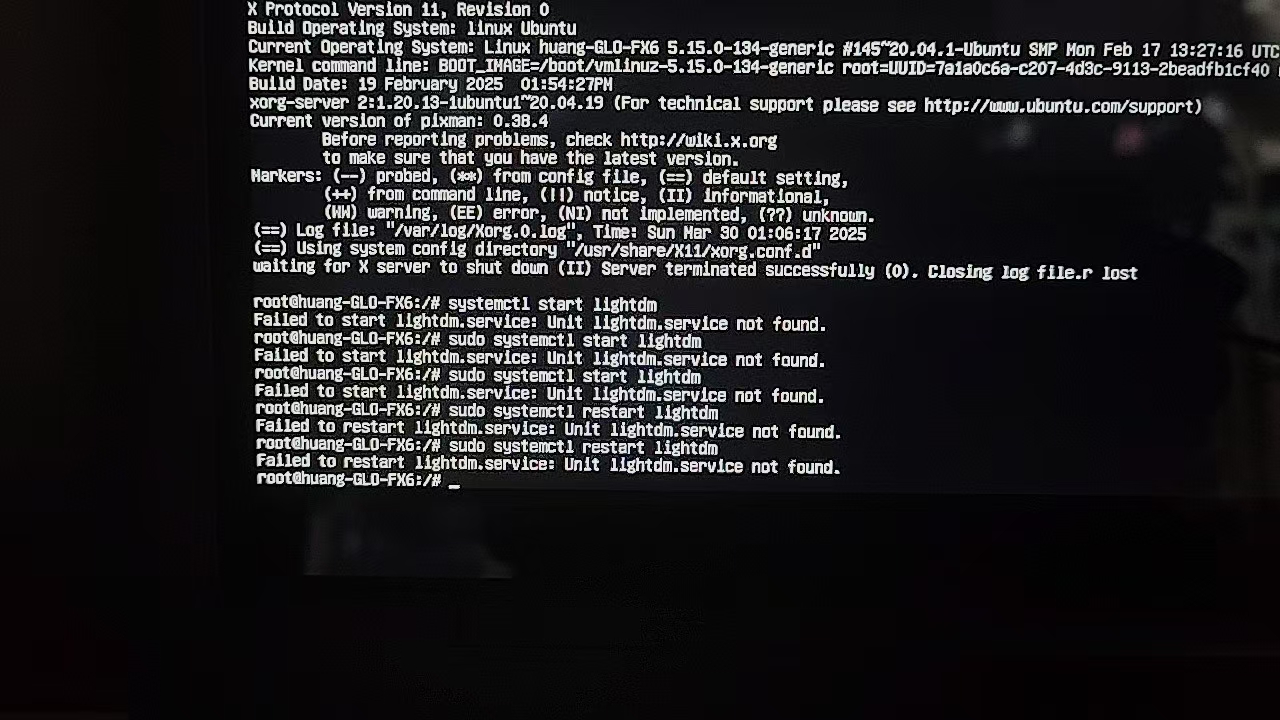 X Protocol Version 11, Revision 0
Build Operating System: linux Ubuntu
Current Operating System: Linux huang-GLO-FX6 5.15.0-134-generic #145~20.04.1-Ubuntu SMP Mon Feb 17 13:27:16 UTC
Kernel command line: BOOT_IMAGE=/boot/vmlinuz-5.15.0-134-generic root=UUID=7a1a0c6a-c207-4d3c-9113-2beadfb1cf40
Build Date: 19 February 2025  01:54:27PM
xorg-server 2:1.20.13-1ubuntu1~20.04.19 (For technical support please see http://www.ubuntu.com/support)
Current version of pixman: 0.38.4
Before reporting problems, check http://wiki.x.org
to make sure that you have the latest version.
Markers: (--) probed, (**) from config file, (==) default setting,
(++) from command line, (!!) notice, (II) informational,
(WW) warning, (EE) error, (NI) not implemented, (??) unknown.
(==) Log file: "/var/log/Xorg.0.log", Time: Sun Mar 30 01:06:17 2025
(==) Using system config directory "/usr/share/X11/xorg.conf.d"
waiting for X server to shut down (II) Server terminated successfully (0). Closing log file.r lost
root@huang-GLO-FX6:/# systemctl start lightdm
Failed to start lightdm.service: Unit lightdm.service not found.
root@huang-GLO-FX6:/# sudo systemctl start lightdm
Failed to start lightdm.service: Unit lightdm.service not found.
root@huang-GLO-FX6:/# sudo systemctl start lightdm
Failed to start lightdm.service: Unit lightdm.service not found.
root@huang-GLO-FX6:/# sudo systemctl restart lightdm
Failed to restart lightdm.service: Unit lightdm.service not found.
root@huang-GLO-FX6:/# sudo systemctl restart lightdm
Failed to restart lightdm.service: Unit lightdm.service not found.
root@huang-GLO-FX6:/# _